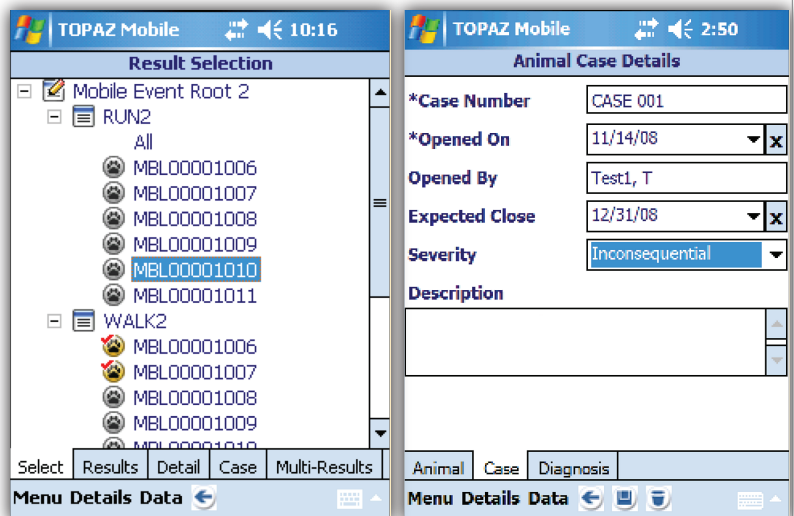 TOPAZ Mobile 10:16
Result Selection
Mobile Event Root 2
RUN2
All
MBL00001006
MBL00001007
MBL00001008
MBL00001009
MBL00001010
MBL00001011
WALK2
MBL00001006
MBL00001007
MBL00001008
MBL00001009
MBL00001010
Select Results Detail Case Multi-Results
Menu Details Data
TOPAZ Mobile 2:50
Animal Case Details
*Case Number CASE 001
*Opened On 11/14/08 x
Opened By Test1, T
Expected Close 12/31/08 x
Severity Inconsequential
Description
Animal Case Diagnosis
Menu Details Data